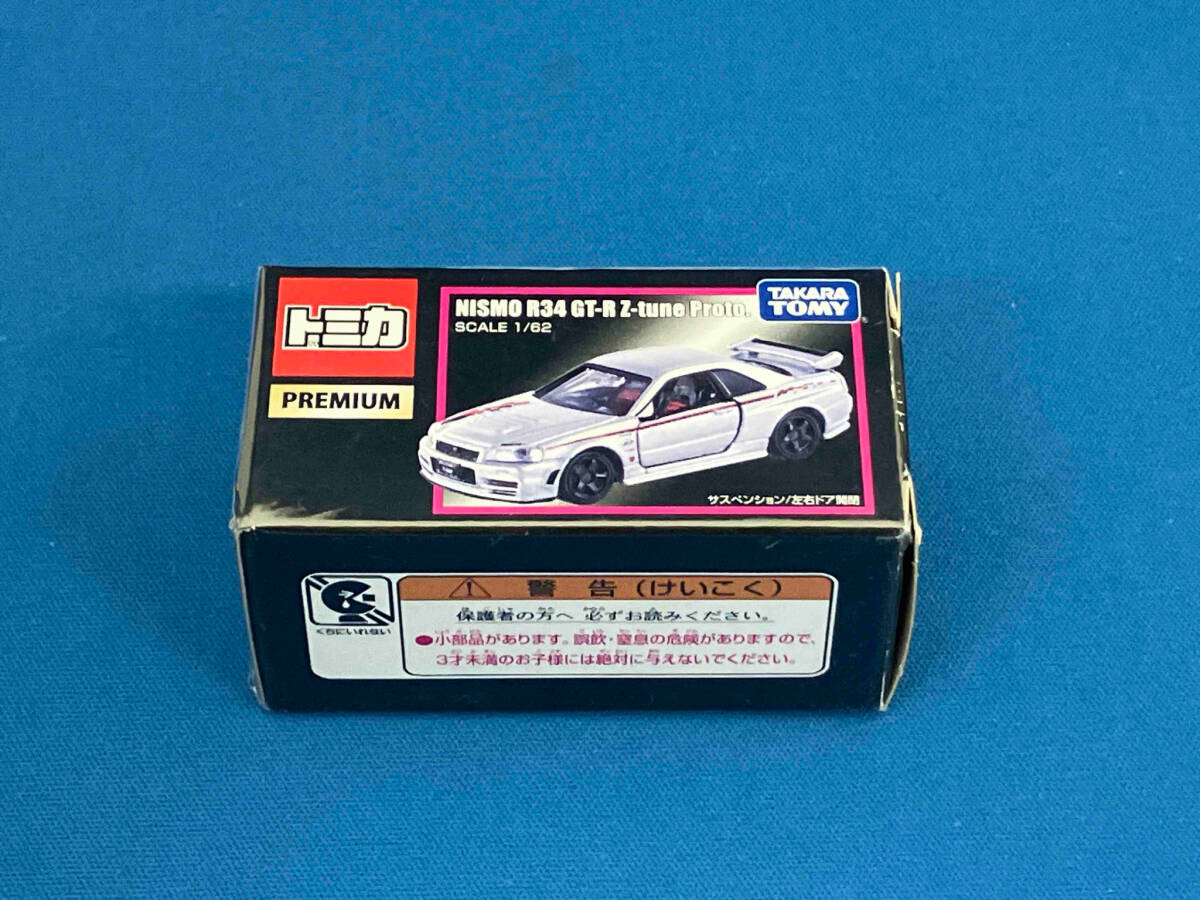 トミカ
PREMIUM
NISMO R34 GT-R Z-tune Proto.
SCALE 1/62
TAKARA
TOMY
サスペンション/左右ドア開閉
くちにいれない
警告(けいこく)
保護者の方へ 必ずお読みください。
●小部品があります。誤飲・窒息の危険がありますので、
3才未満のお子様には絶対に与えないでください。